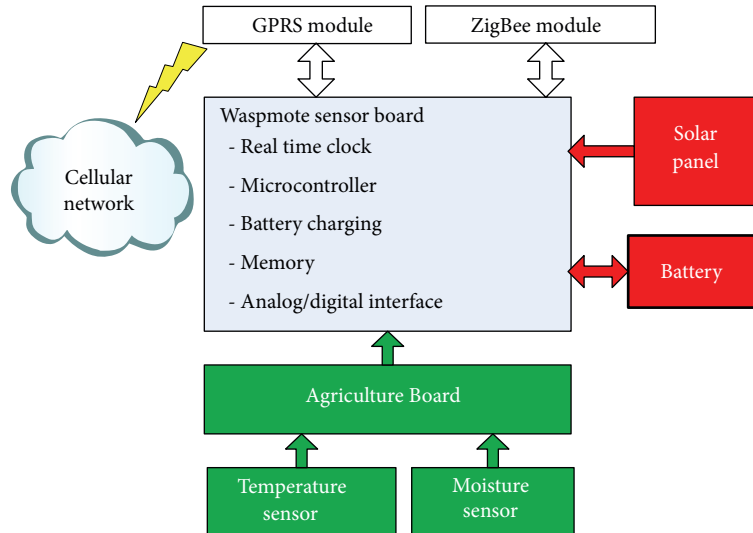 GPRS module
ZigBee module
Waspmote sensor board
- Real time clock
- Microcontroller
- Battery charging
- Memory
- Analog/digital interface
Cellular
network
Solar
panel
Battery
Agriculture Board
Temperature
sensor
Moisture
sensor